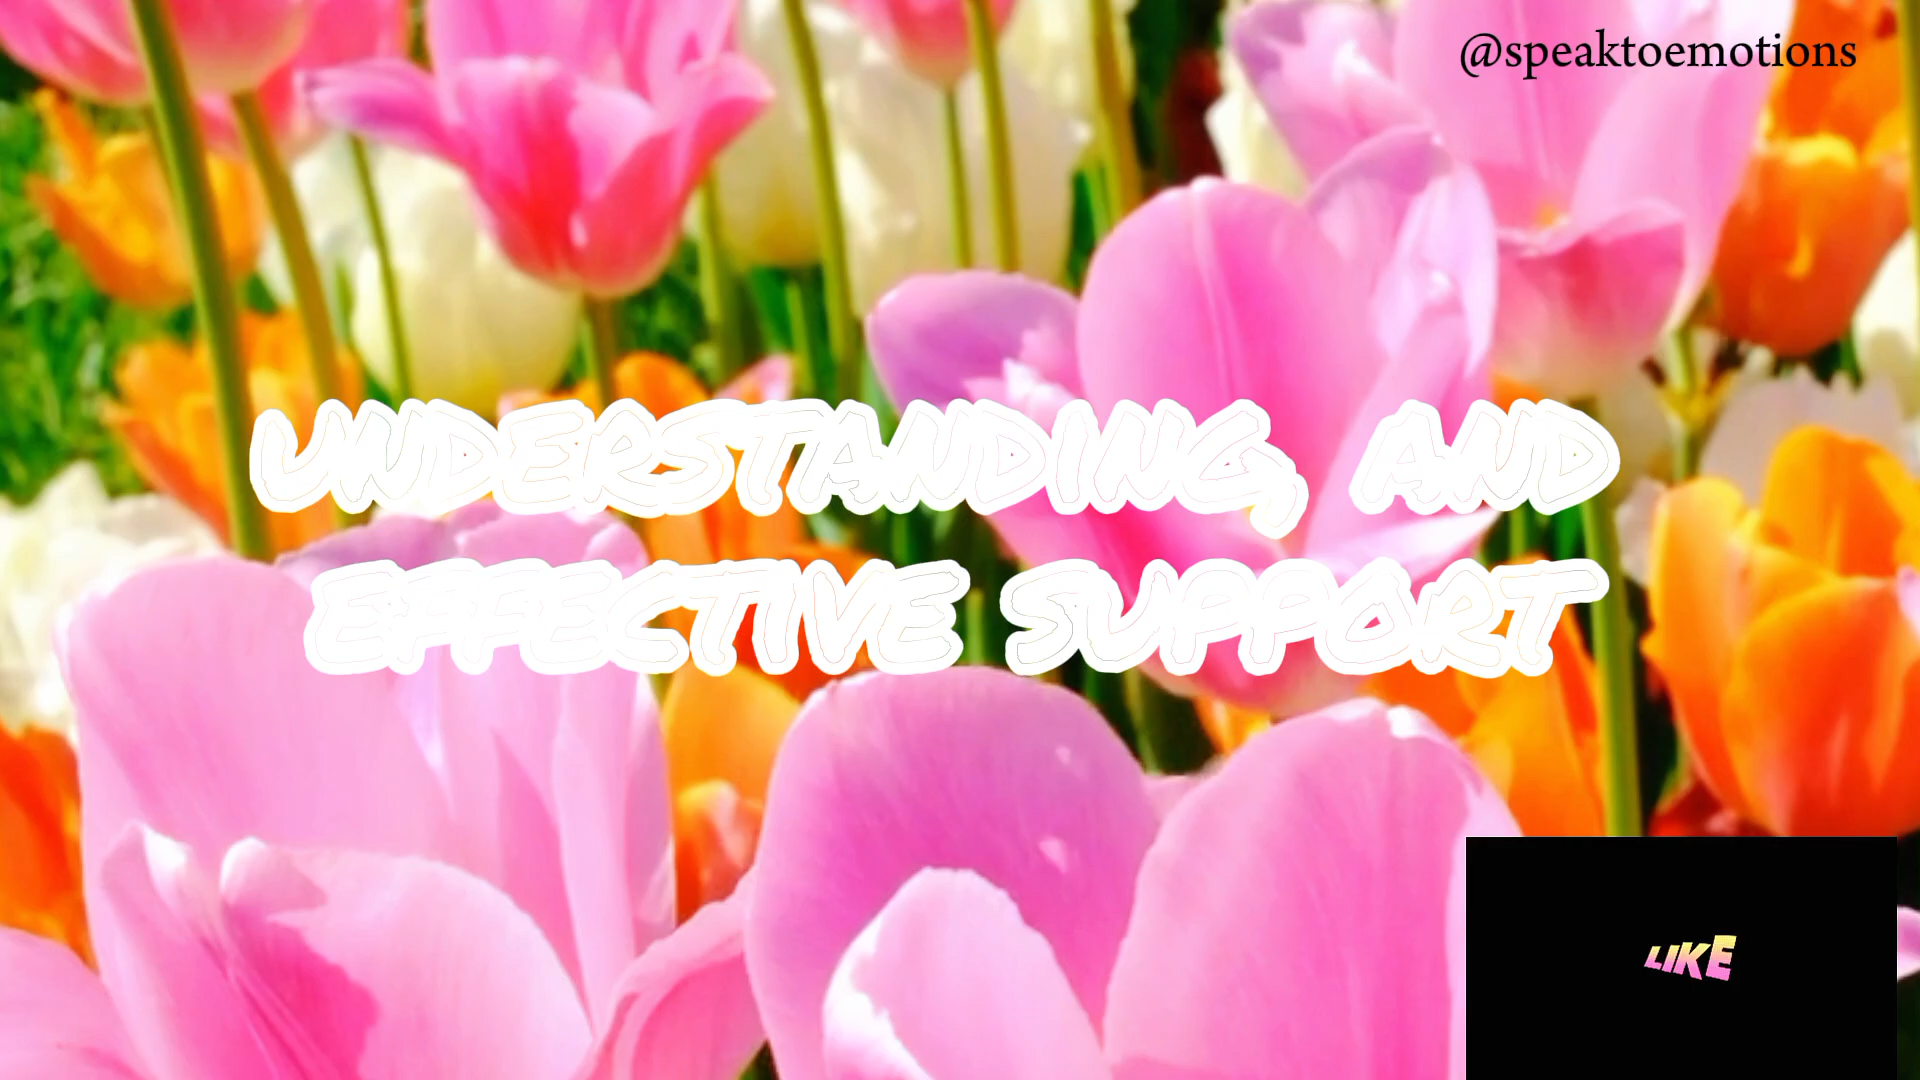 @speaktoemotions
UNDERSTANDING, AND
EFFECTIVE SUPPORT
LIKE